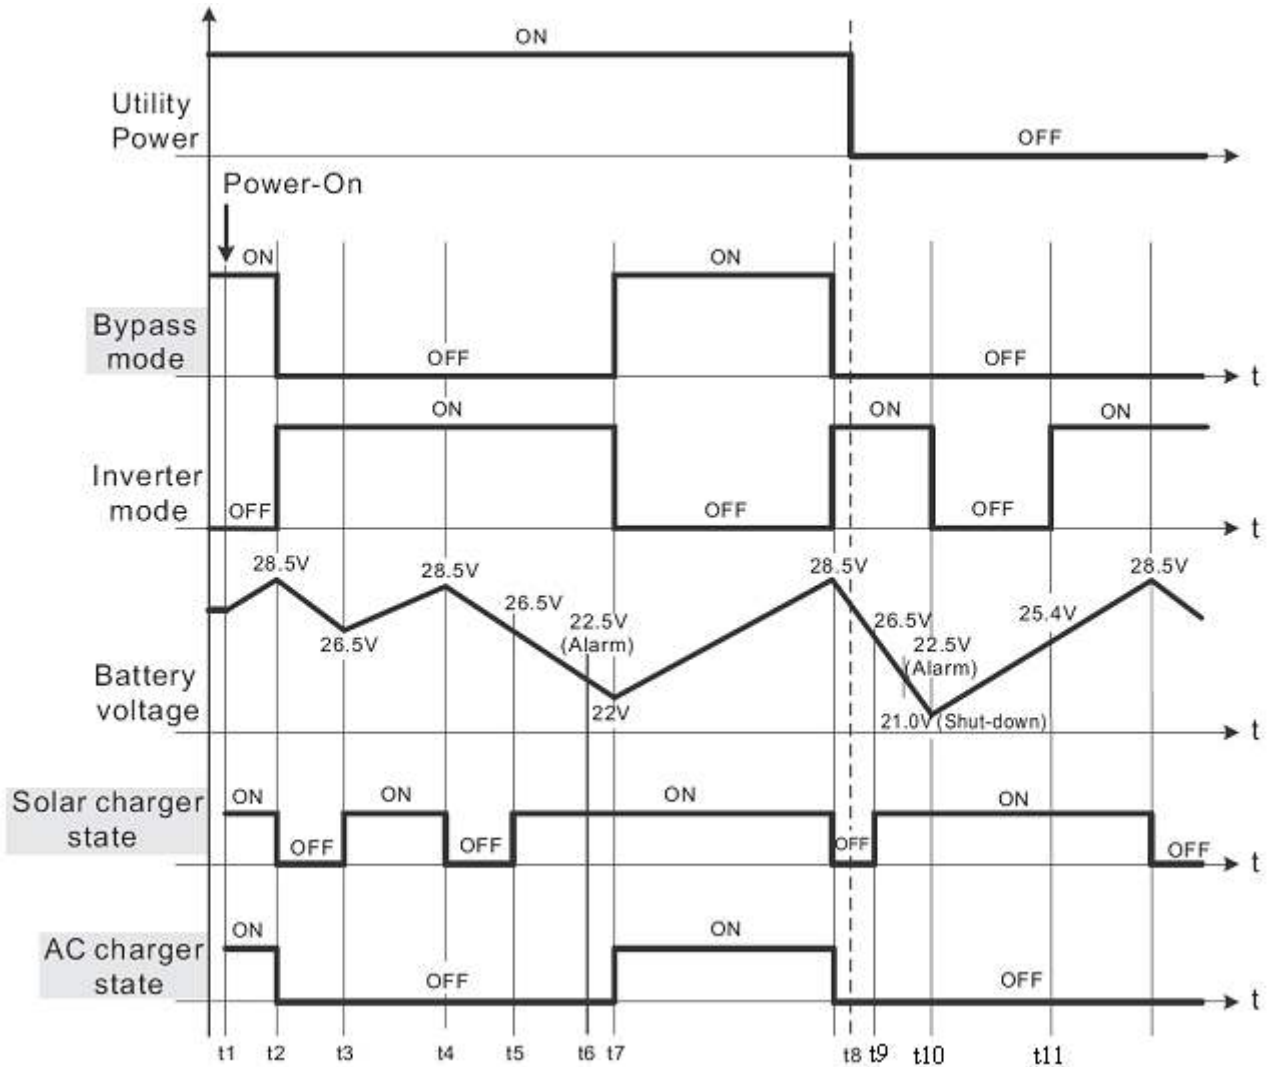 ON
Utility
Power
OFF
Power-On
ON
ON
Bypass
mode
OFF
OFF
t
ON
ON
ON
Inverter
mode
OFF
OFF
OFF
t
28.5V
28.5V
28.5V
28.5V
26.5V
22.5V
(Alarm)
26.5V
25.4V
26.5V
22.5V
(Alarm)
Battery
voltage
22V
21.0V (Shut-down)
t
ON
ON
ON
ON
Solar charger
state
OFF
OFF
OFF
OFF
t
ON
ON
AC charger
state
OFF
OFF
t
t1 t2 t3 t4 t5 t6 t7 t8 t9 t10 t11